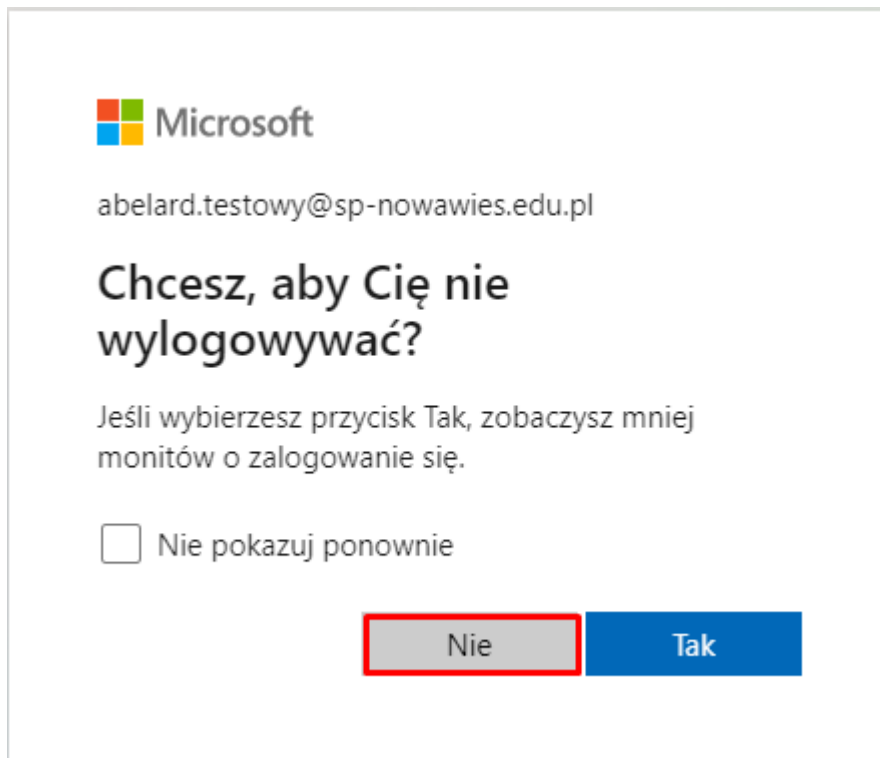 Microsoft
abelard.testowy@sp-nowawies.edu.pl
Chcesz, aby Cię nie
wylogowywać?
Jeśli wybierzesz przycisk Tak, zobaczysz mniej
monitów o zalogowanie się.
Nie pokazuj ponownie
Nie Tak